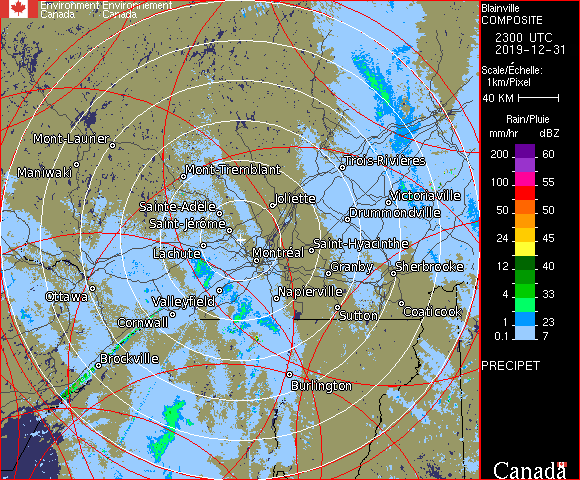 Environment Environnement
Canada Canada
Blainville
COMPOSITE
2300 UTC
2019-12-31
Scale/Échelle:
1km/Pixel
40 KM
Rain/Pluie
mm/hr dBZ
200 60
100 55
50 50
24 45
12 40
4 33
1 23
0.1 7
PRECIPET
Canada
Mont-Laurier
Maniwaki
Mont-Tremblant
Trois-Rivières
Joliette
Victoriaville
Sainte-Adèle
Drummondville
Saint-Jérôme
Lachute
Saint-Hyacinthe
Montréal
Granby
Sherbrooke
Ottawa
Valleyfield
Napierville
Cornwall
Sutton
Coaticook
Brockville
Burlington